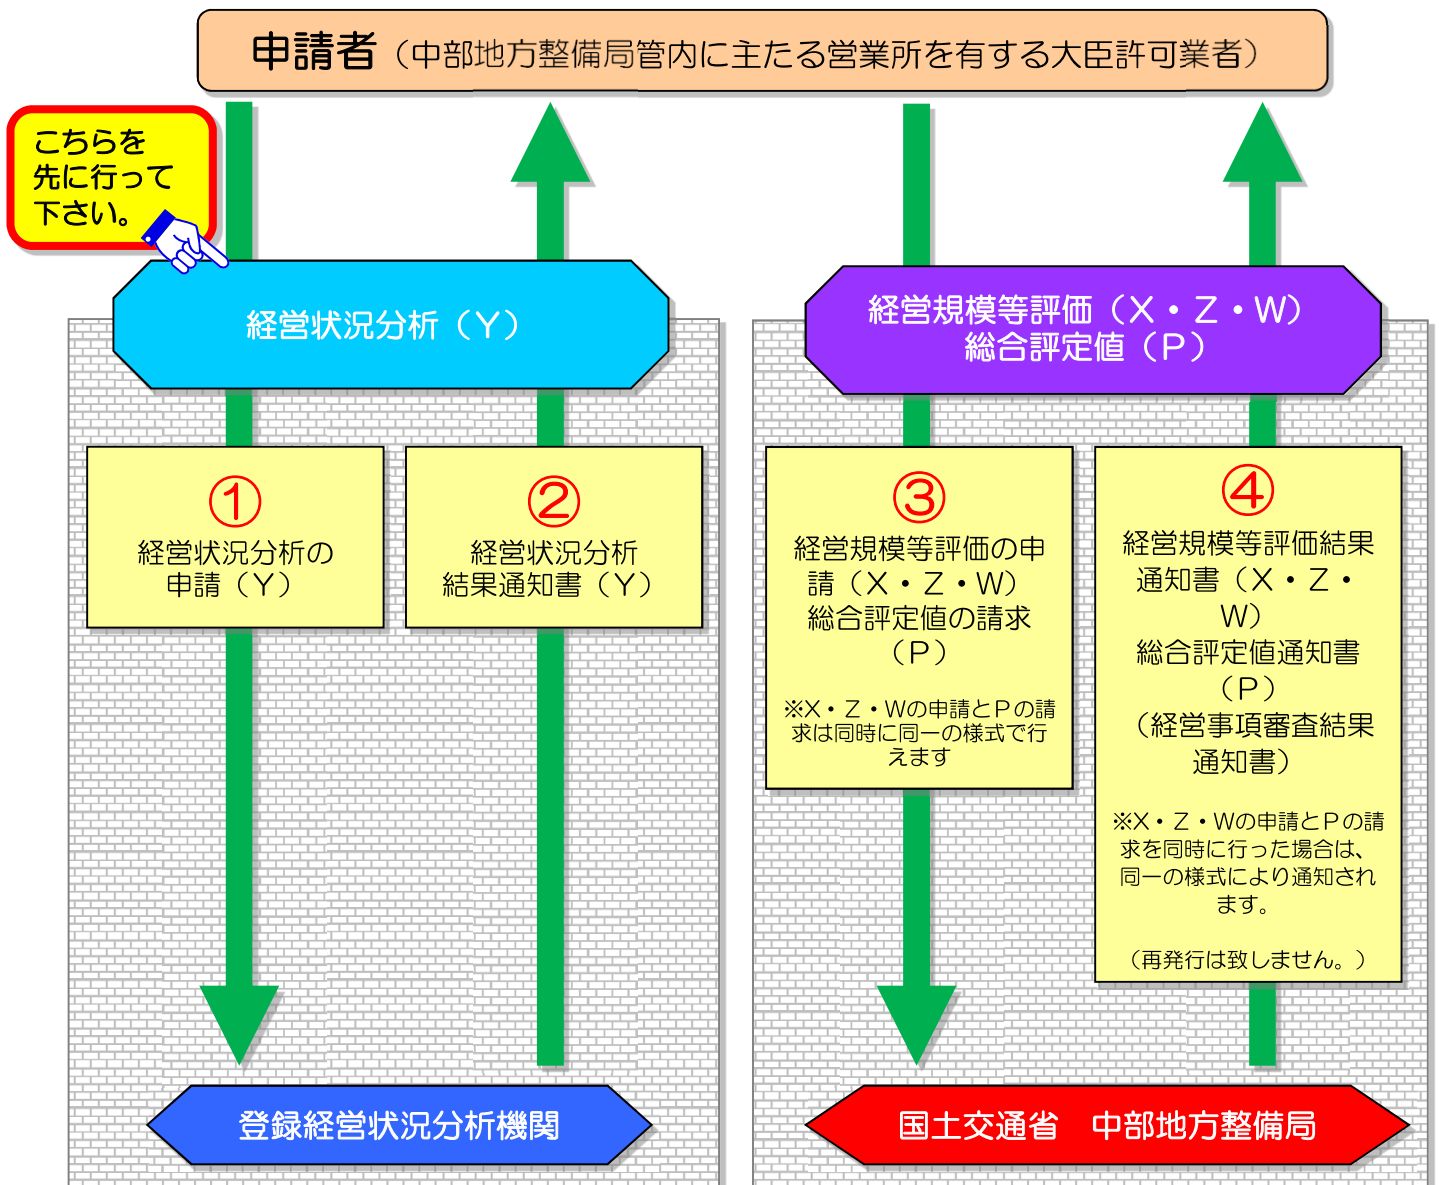 申請者（中部地方整備局管内に主たる営業所を有する大臣許可業者）
こちらを
先に行って
下さい。
経営状況分析（Ｙ）
経営規模等評価（Ｘ・Ｚ・Ｗ）
総合評定値（Ｐ）
①
経営状況分析の
申請（Ｙ）
②
経営状況分析
結果通知書（Ｙ）
③
経営規模等評価の申
請（Ｘ・Ｚ・Ｗ）
総合評定値の請求
（Ｐ）
※Ｘ・Ｚ・Ｗの申請とＰの請
求は同時に同一の様式で行
えます
④
経営規模等評価結果
通知書（Ｘ・Ｚ・
Ｗ）
総合評定値通知書
（Ｐ）
（経営事項審査結果
通知書）
※Ｘ・Ｚ・Ｗの申請とＰの請
求を同時に行った場合は、
同一の様式により通知され
ます。
（再発行は致しません。）
登録経営状況分析機関
国土交通省　中部地方整備局